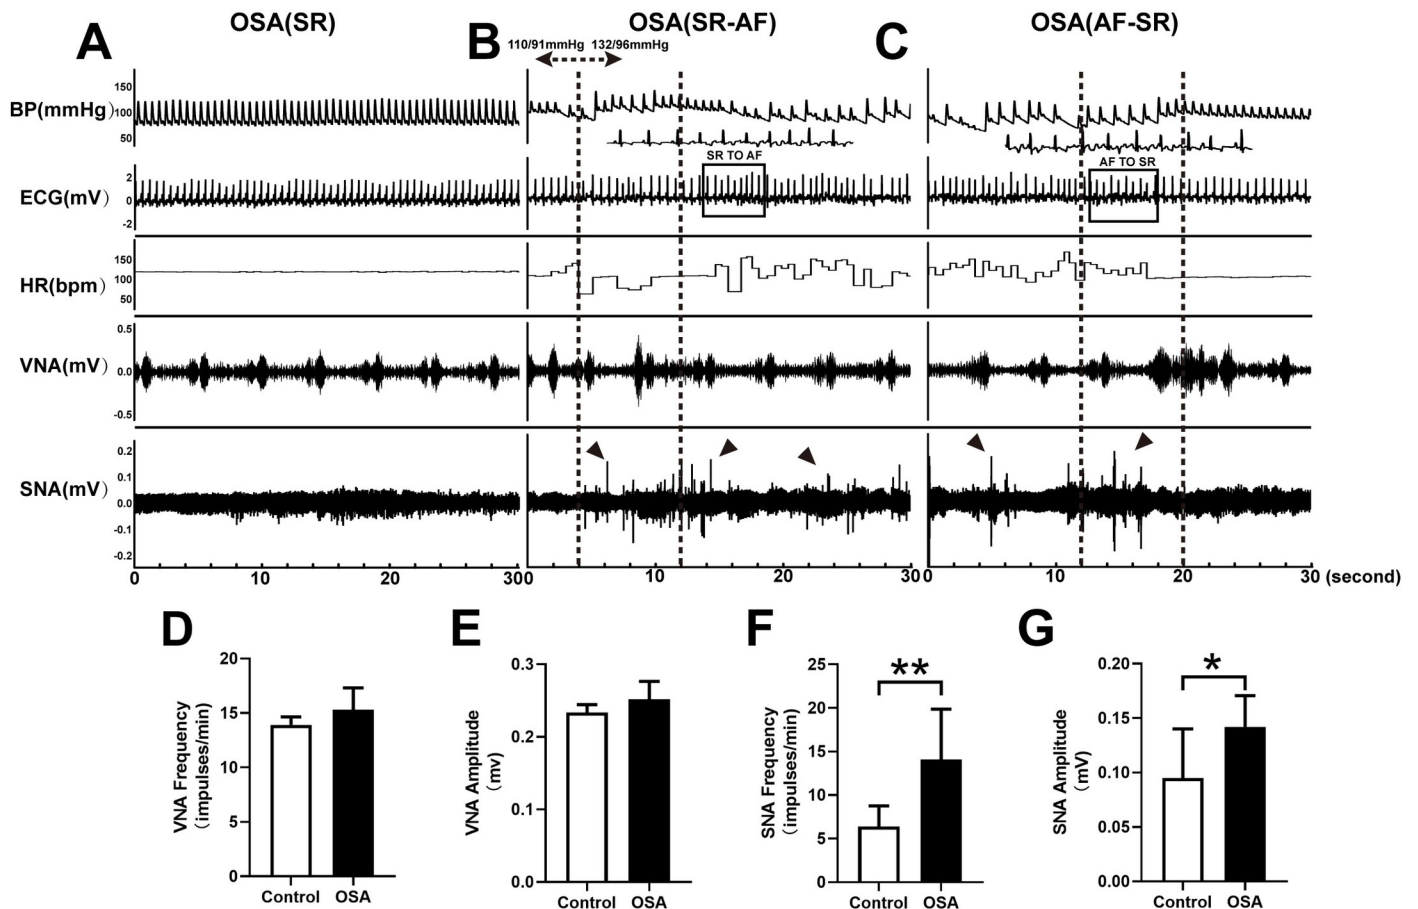 A OSA(SR) B OSA(SR-AF) C OSA(AF-SR)
110/91mmHg 132/96mmHg
BP(mmHg)
150
100
50
SR TO AF
AF TO SR
ECG(mV)
2
0
-2
HR(bpm)
150
100
50
VNA(mV)
0.5
0.0
-0.5
SNA(mV)
0.2
0.1
0.0
-0.1
-0.2
0 10 20 30 0 10 20 30 0 10 20 30 (second)
D
VNA Frequency
(impulses/min)
20
15
10
5
0
Control OSA
E
VNA Amplitude
(mv)
0.3
0.2
0.1
0.0
Control OSA
F
SNA Frequency
(impulses/min)
25
20
15
10
5
0
**
Control OSA
G
SNA Amplitude
(mV)
0.20
0.15
0.10
0.05
0.00
*
Control OSA